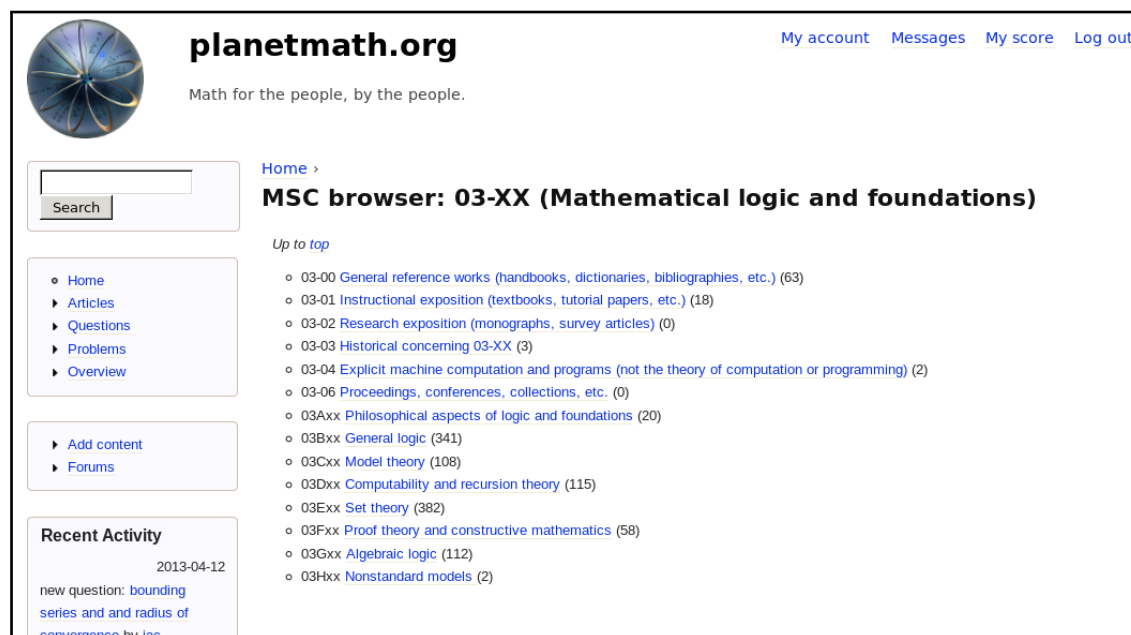 planetmath.org
Math for the people, by the people.
My account Messages My score Log out
Search
Home
Articles
Questions
Problems
Overview
Add content
Forums
Recent Activity
2013-04-12
new question: bounding
series and and radius of
convergence by jac
Home ›
MSC browser: 03-XX (Mathematical logic and foundations)
Up to top
03-00 General reference works (handbooks, dictionaries, bibliographies, etc.) (63)
03-01 Instructional exposition (textbooks, tutorial papers, etc.) (18)
03-02 Research exposition (monographs, survey articles) (0)
03-03 Historical concerning 03-XX (3)
03-04 Explicit machine computation and programs (not the theory of computation or programming) (2)
03-06 Proceedings, conferences, collections, etc. (0)
03Axx Philosophical aspects of logic and foundations (20)
03Bxx General logic (341)
03Cxx Model theory (108)
03Dxx Computability and recursion theory (115)
03Exx Set theory (382)
03Fxx Proof theory and constructive mathematics (58)
03Gxx Algebraic logic (112)
03Hxx Nonstandard models (2)